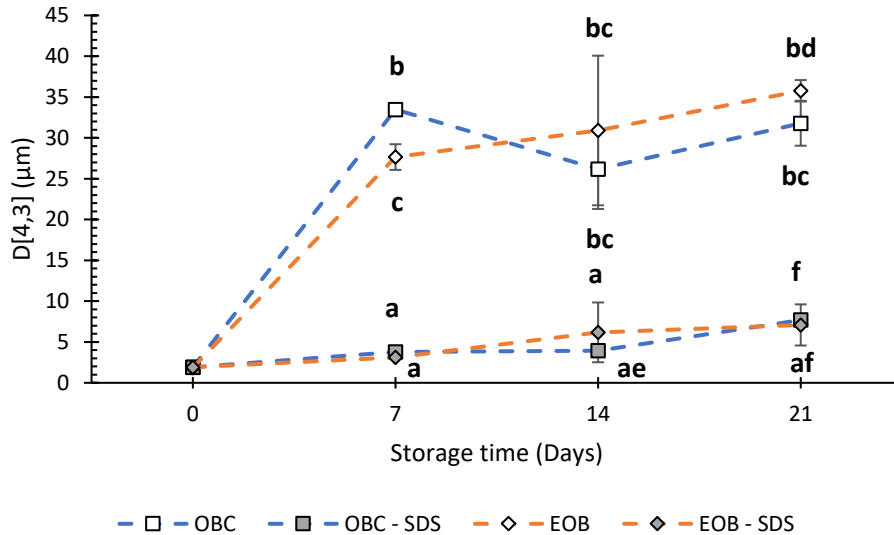 45
40
35
30
25
20
15
10
5
0
D[4,3] (µm)
b
bc
bd
c
bc
bc
a
a
f
a
ae
af
0 7 14 21
Storage time (Days)
OBC OBC - SDS EOB EOB - SDS